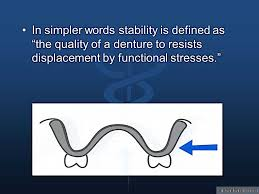 • In simpler words stability is defined as
“the quality of a denture to resists
displacement by functional stresses.”